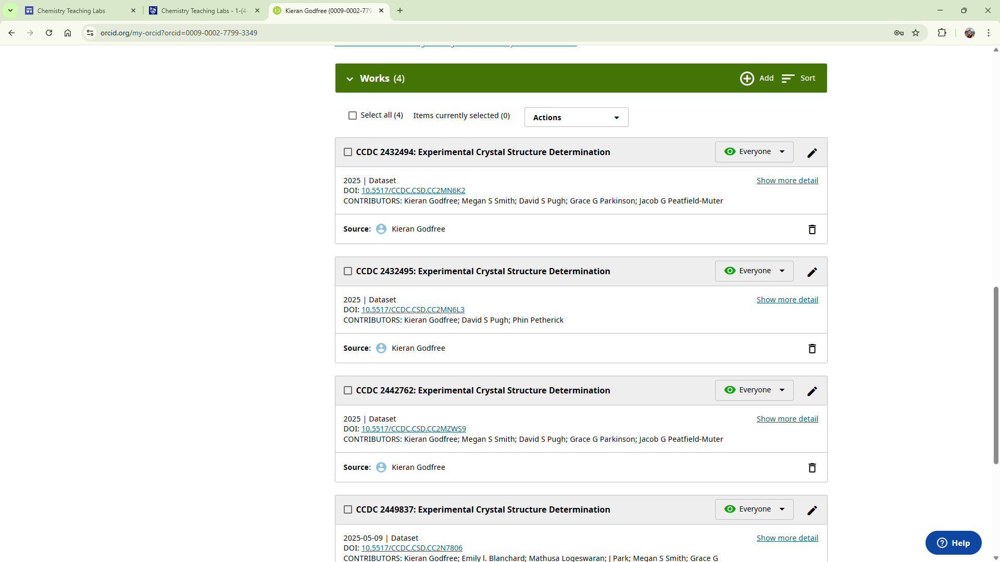 Chemistry Teaching Labs
Chemistry Teaching Labs - 1-(4-
Kieran Godfree (0009-0002-779
orcid.org/my-orcid?orcid=0009-0002-7799-3349
Works (4)
Add
Sort
Select all (4)
Items currently selected (0)
Actions
CCDC 2432494: Experimental Crystal Structure Determination
Everyone
2025 | Dataset
Show more detail
DOI: 10.5517/CCDC.CSD.CC2MN6K2
CONTRIBUTORS: Kieran Godfree; Megan S Smith; David S Pugh; Grace G Parkinson; Jacob G Peatfield-Muter
Source: Kieran Godfree
CCDC 2432495: Experimental Crystal Structure Determination
Everyone
2025 | Dataset
Show more detail
DOI: 10.5517/CCDC.CSD.CC2MN6L3
CONTRIBUTORS: Kieran Godfree; David S Pugh; Phin Petherick
Source: Kieran Godfree
CCDC 2442762: Experimental Crystal Structure Determination
Everyone
2025 | Dataset
Show more detail
DOI: 10.5517/CCDC.CSD.CC2MZWS9
CONTRIBUTORS: Kieran Godfree; Megan S Smith; David S Pugh; Grace G Parkinson; Jacob G Peatfield-Muter
Source: Kieran Godfree
CCDC 2449837: Experimental Crystal Structure Determination
Everyone
2025-05-09 | Dataset
Show more detail
DOI: 10.5517/CCDC.CSD.CC2N7806
CONTRIBUTORS: Kieran Godfree; Emily l. Blanchard; Mathusa Logeswaran; J Park; Megan S Smith; Grace G
Help